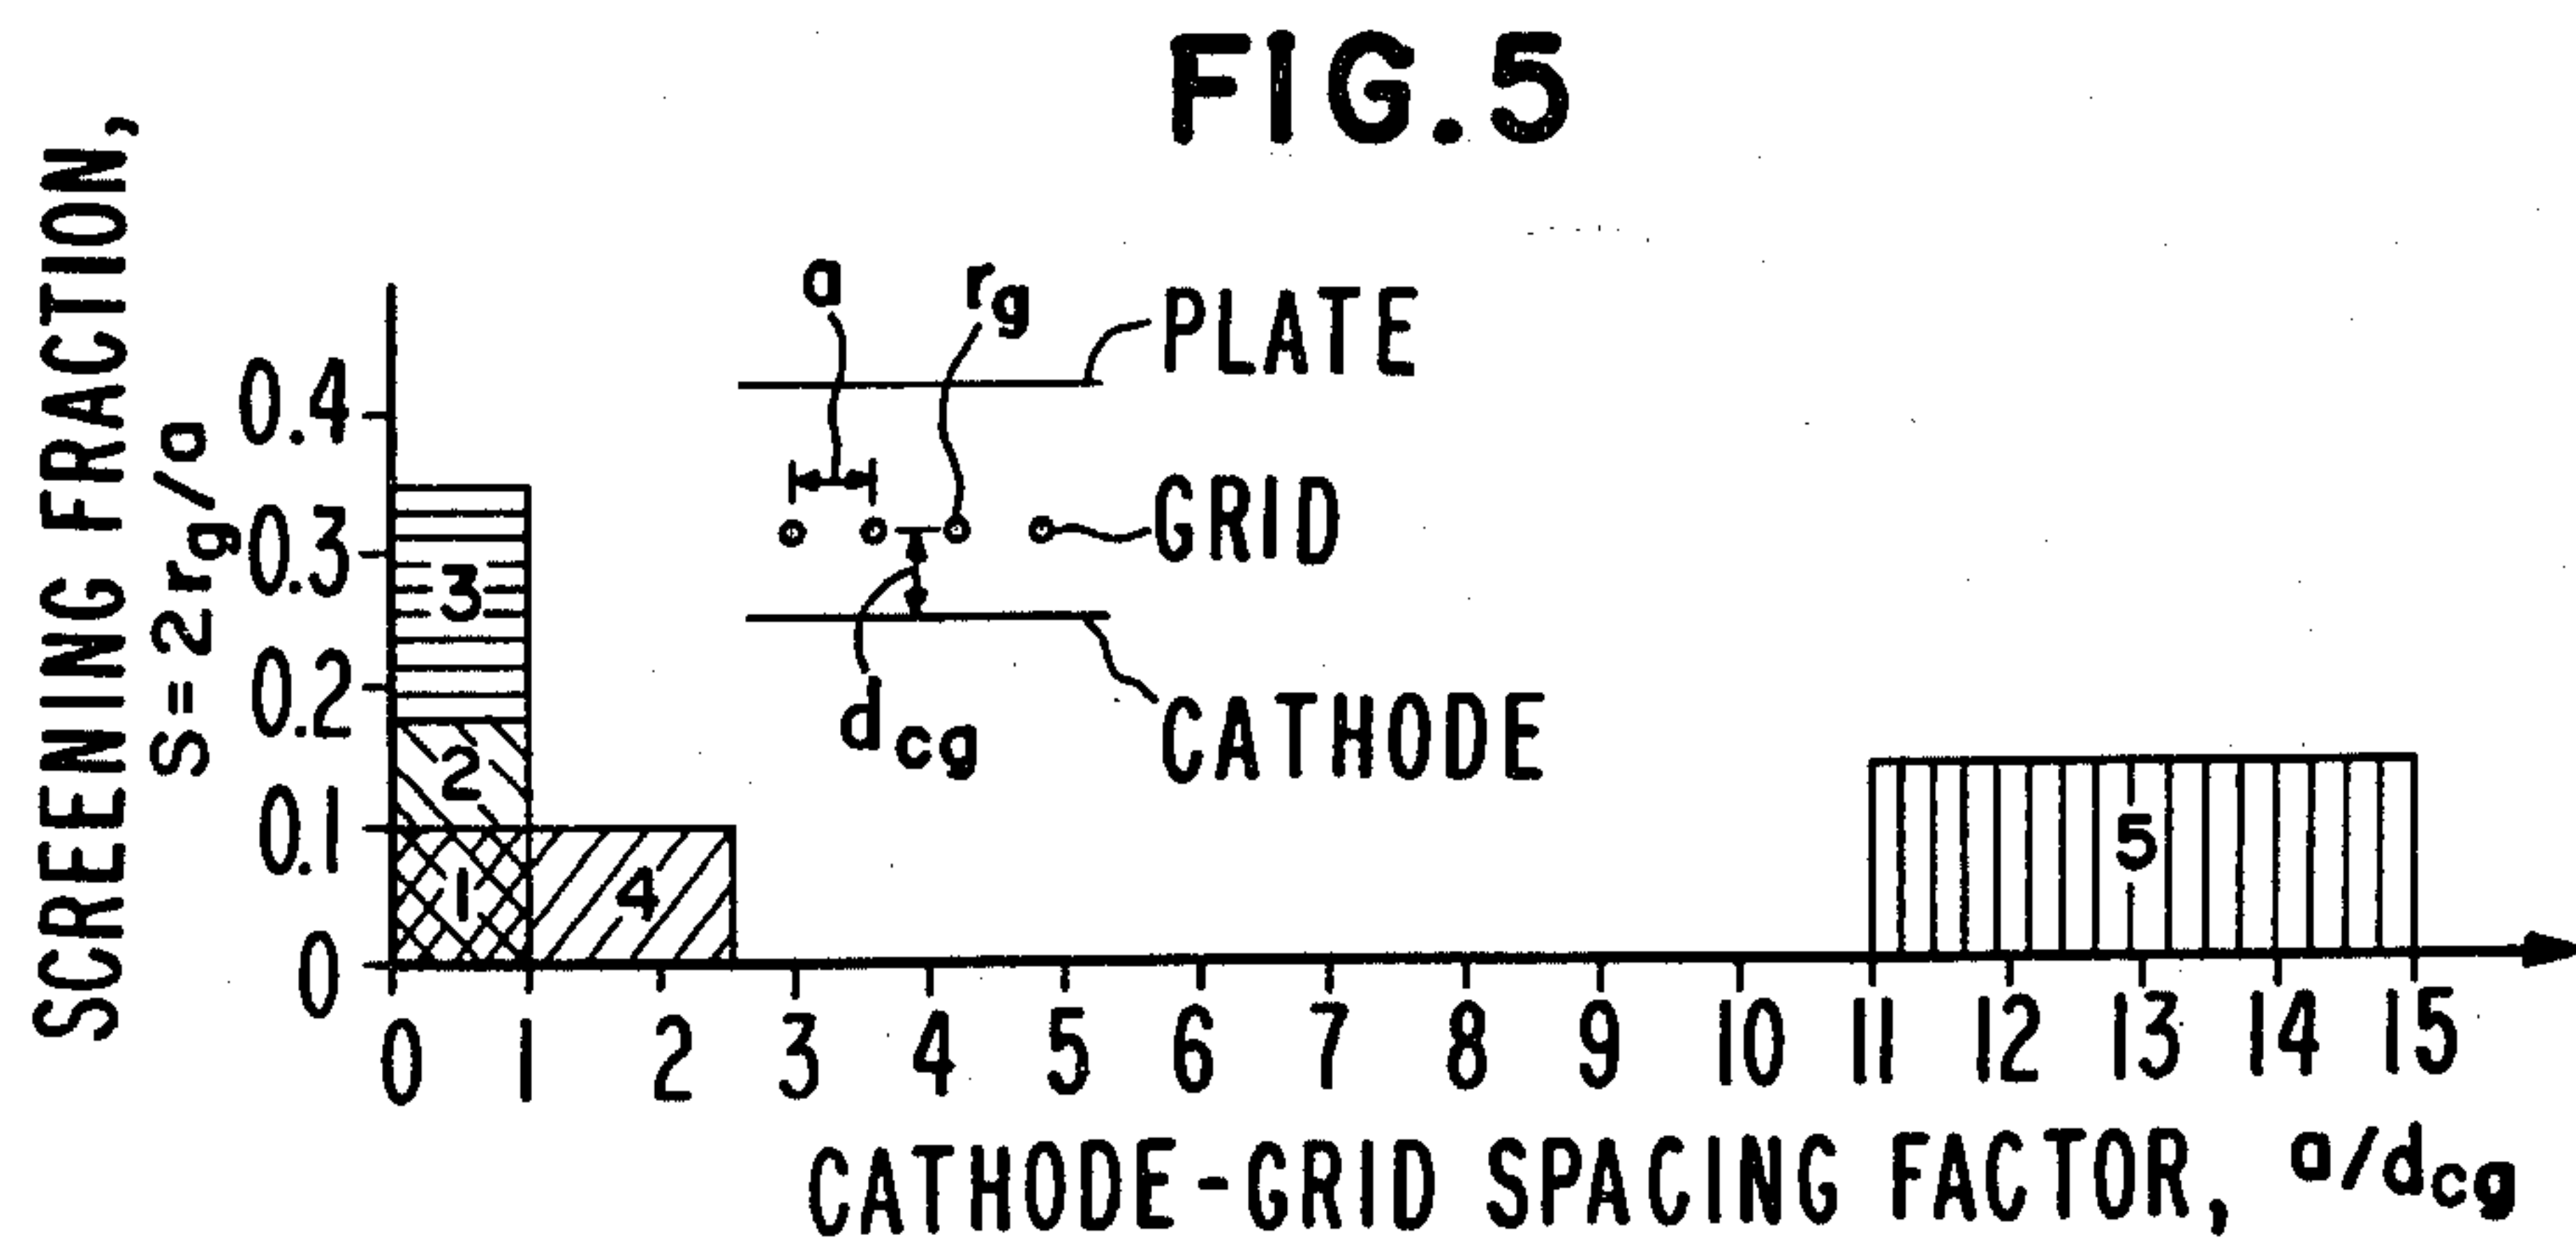 FIG.5
SCREENING FRACTION,
S=2rg/a
0.4
0.3
0.2
0.1
0
a
rg
PLATE
GRID
dcg
CATHODE
3
2
1
4
5
0 1 2 3 4 5 6 7 8 9 10 11 12 13 14 15
CATHODE-GRID SPACING FACTOR, a/dcg